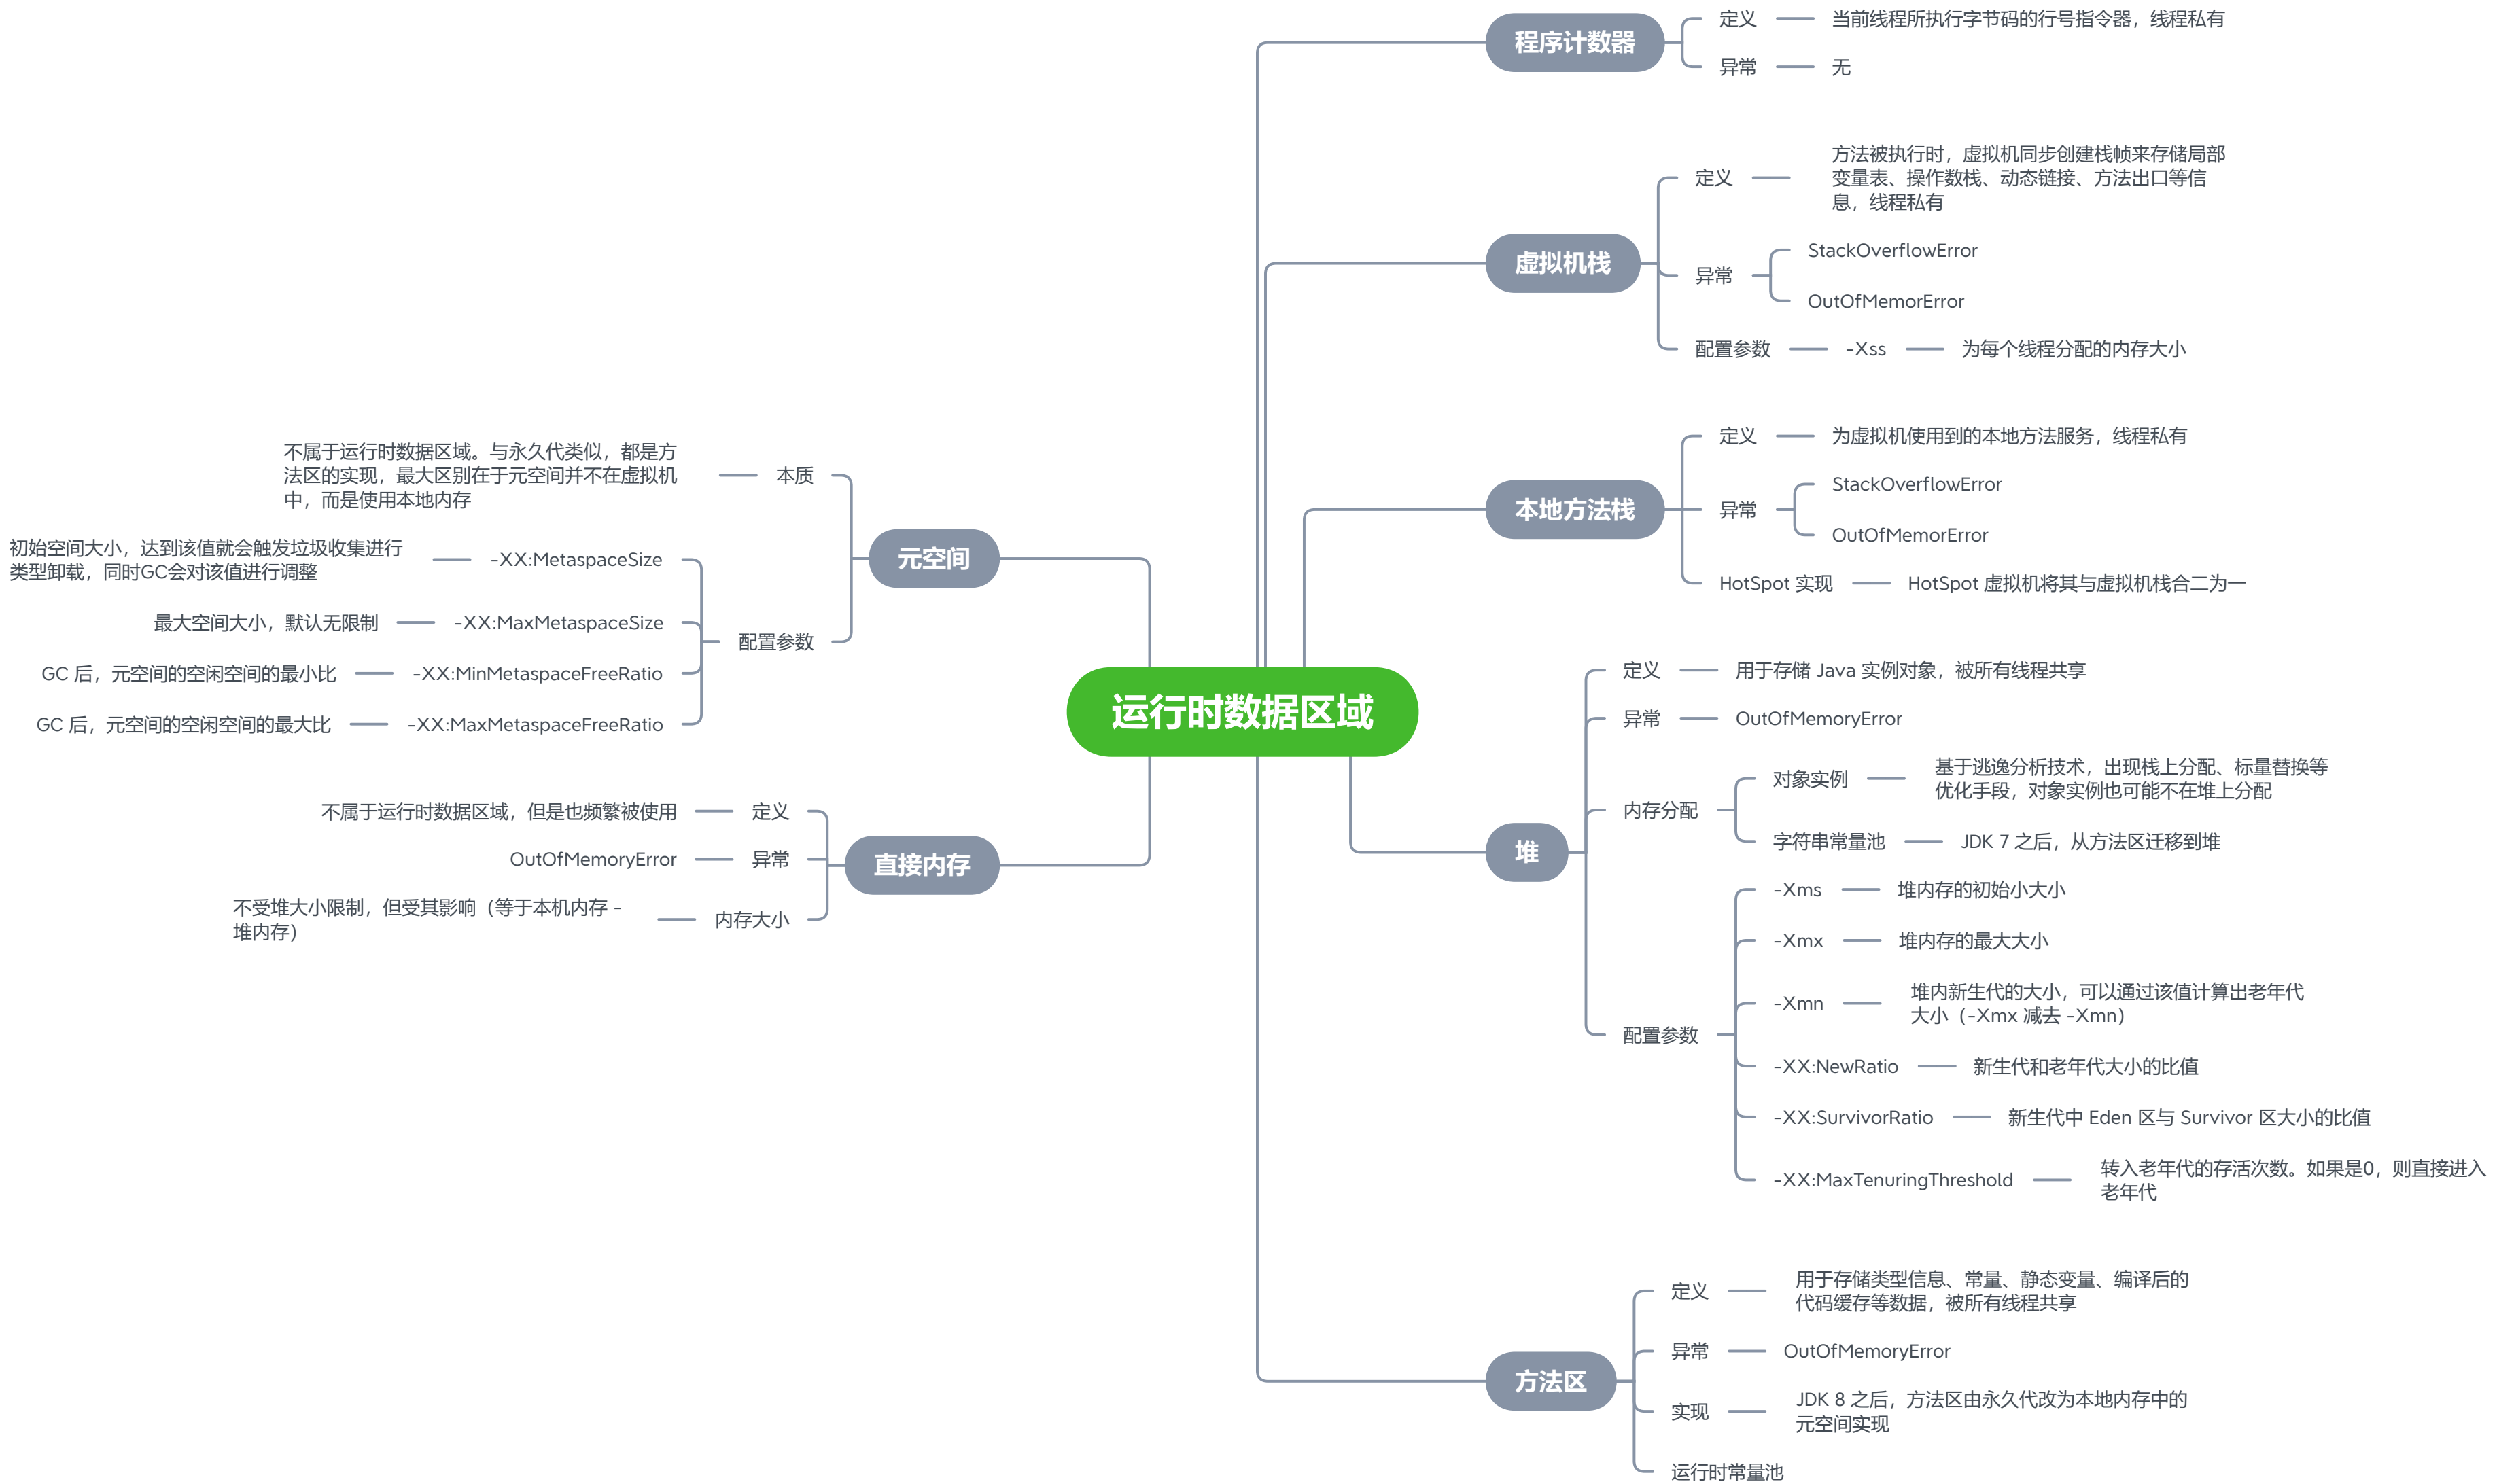 运行时数据区域
程序计数器
定义
当前线程所执行字节码的行号指令器，线程私有
异常
无
虚拟机栈
定义
方法被执行时，虚拟机同步创建栈帧来存储局部
变量表、操作数栈、动态链接、方法出口等信
息，线程私有
异常
StackOverflowError
OutOfMemorError
配置参数
-Xss
为每个线程分配的内存大小
本地方法栈
定义
为虚拟机使用到的本地方法服务，线程私有
异常
StackOverflowError
OutOfMemorError
HotSpot 实现
HotSpot 虚拟机将其与虚拟机栈合二为一
堆
定义
用于存储 Java 实例对象，被所有线程共享
异常
OutOfMemoryError
内存分配
对象实例
基于逃逸分析技术，出现栈上分配、标量替换等
优化手段，对象实例也可能不在堆上分配
字符串常量池
JDK 7 之后，从方法区迁移到堆
配置参数
-Xms
堆内存的初始小大小
-Xmx
堆内存的最大大小
-Xmn
堆内新生代的大小，可以通过该值计算出老年代
大小（-Xmx 减去 -Xmn）
-XX:NewRatio
新生代和老年代大小的比值
-XX:SurvivorRatio
新生代中 Eden 区与 Survivor 区大小的比值
-XX:MaxTenuringThreshold
转入老年代的存活次数。如果是0，则直接进入
老年代
方法区
定义
用于存储类型信息、常量、静态变量、编译后的
代码缓存等数据，被所有线程共享
异常
OutOfMemoryError
实现
JDK 8 之后，方法区由永久代改为本地内存中的
元空间实现
运行时常量池
元空间
本质
不属于运行时数据区域。与永久代类似，都是方
法区的实现，最大区别在于元空间并不在虚拟机
中，而是使用本地内存
配置参数
-XX:MetaspaceSize
初始空间大小，达到该值就会触发垃圾收集进行
类型卸载，同时GC会对该值进行调整
-XX:MaxMetaspaceSize
最大空间大小，默认无限制
-XX:MinMetaspaceFreeRatio
GC 后，元空间的空闲空间的最小比
-XX:MaxMetaspaceFreeRatio
GC 后，元空间的空闲空间的最大比
直接内存
定义
不属于运行时数据区域，但是也频繁被使用
异常
OutOfMemoryError
内存大小
不受堆大小限制，但受其影响（等于本机内存 -
堆内存）